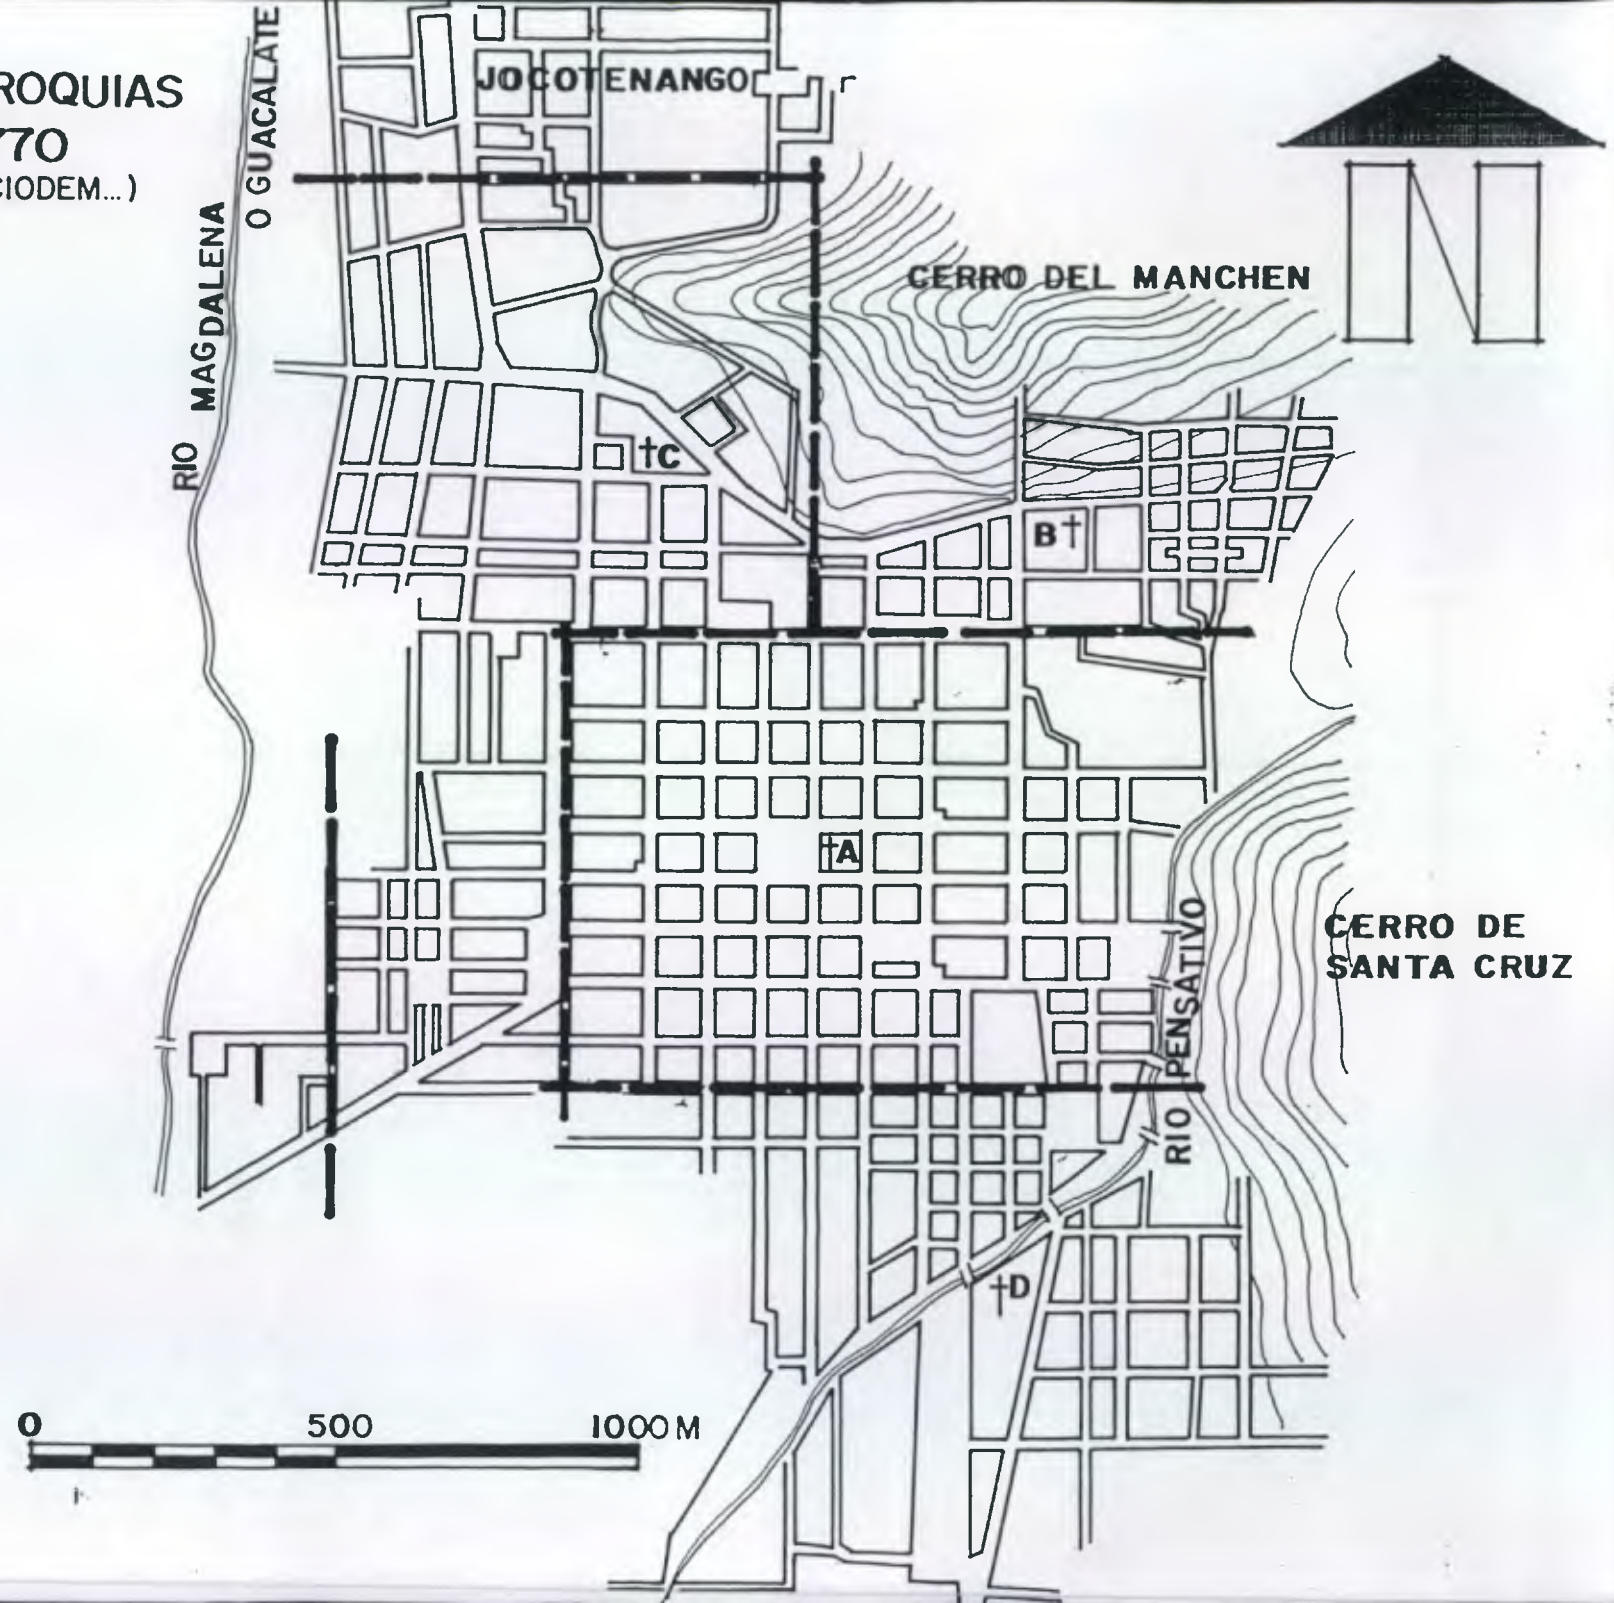 ROQUIAS
770
CIODEM...)
RIO MAGDALENA
O GUACALATE
JOCOTENANGO
CERRO DEL MANCHEN
N
†C
B†
†A
CERRO DE
SANTA CRUZ
RIO PENSATIVO
†D
0 500 1000 M